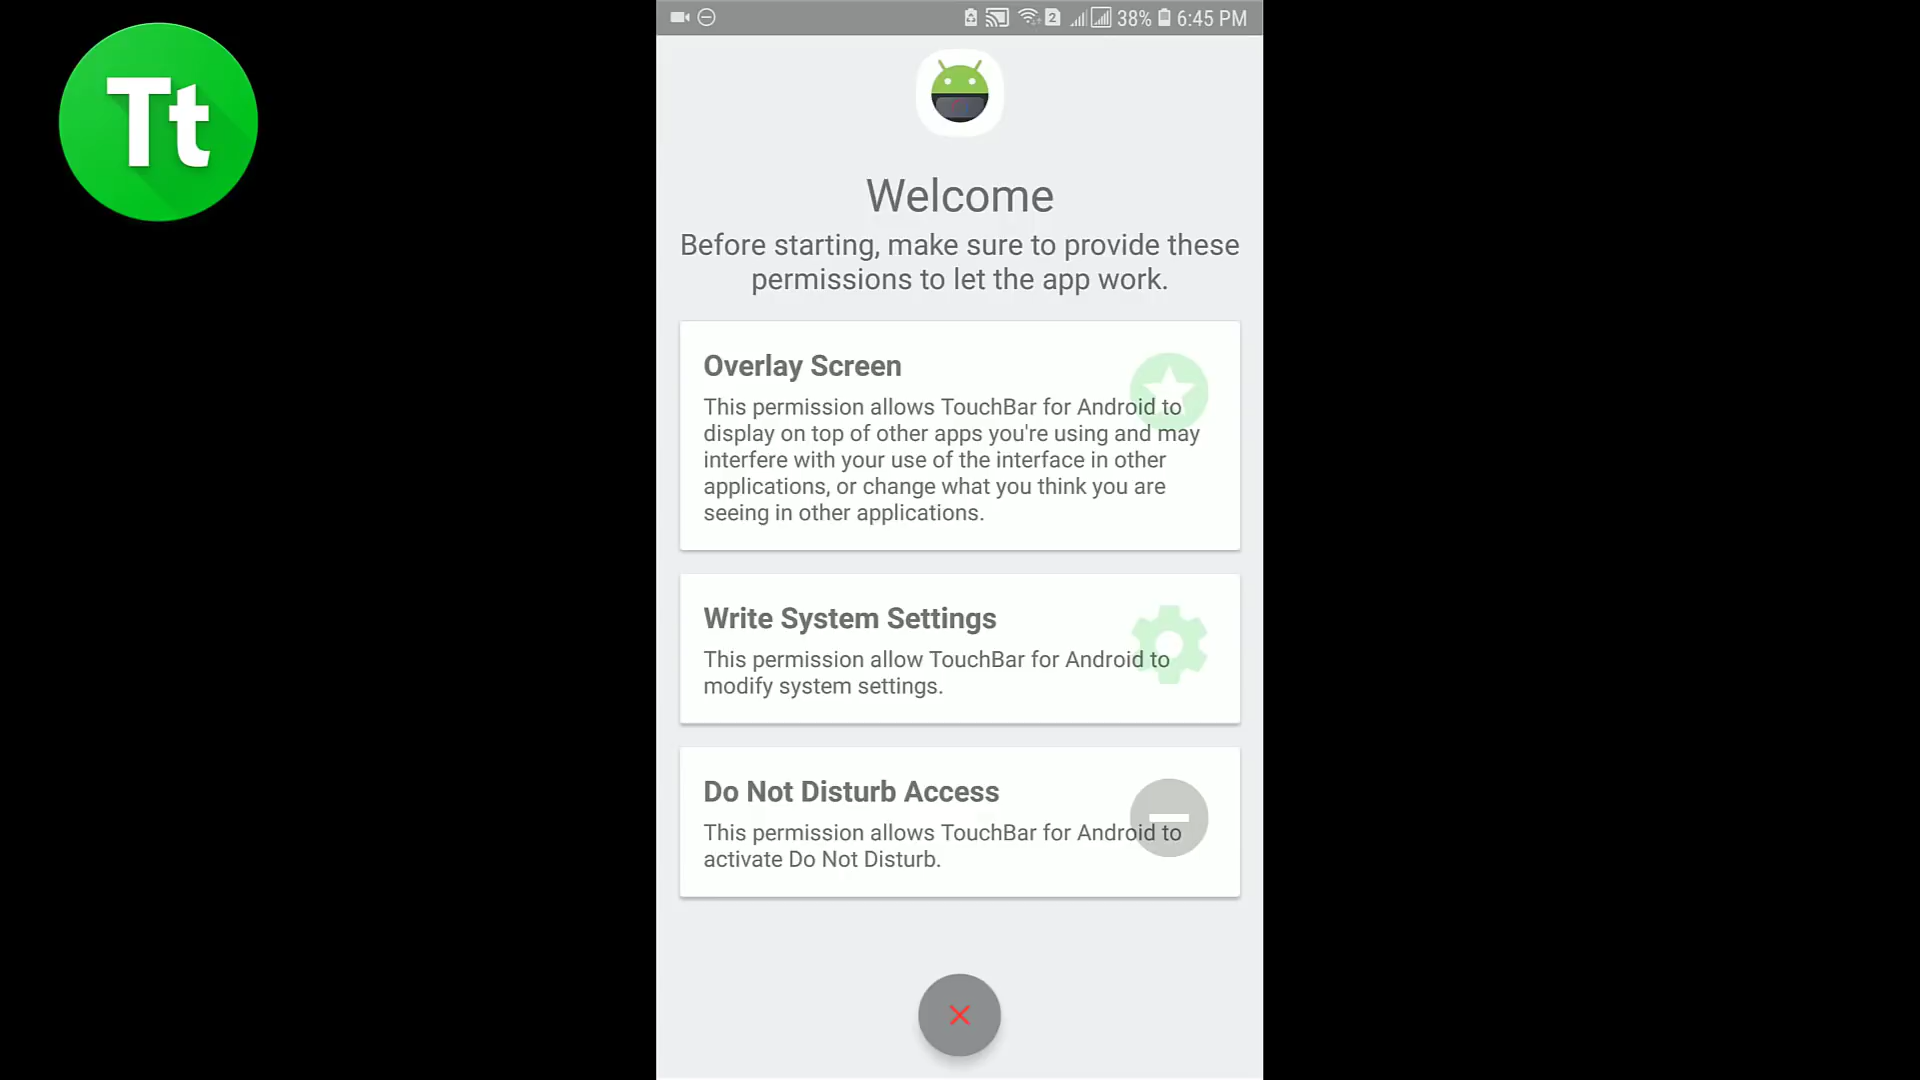 Tt
2 38% 6:45 PM
Welcome
Before starting, make sure to provide these
permissions to let the app work.
Overlay Screen
This permission allows TouchBar for Android to
display on top of other apps you're using and may
interfere with your use of the interface in other
applications, or change what you think you are
seeing in other applications.
Write System Settings
This permission allow TouchBar for Android to
modify system settings.
Do Not Disturb Access
This permission allows TouchBar for Android to
activate Do Not Disturb.